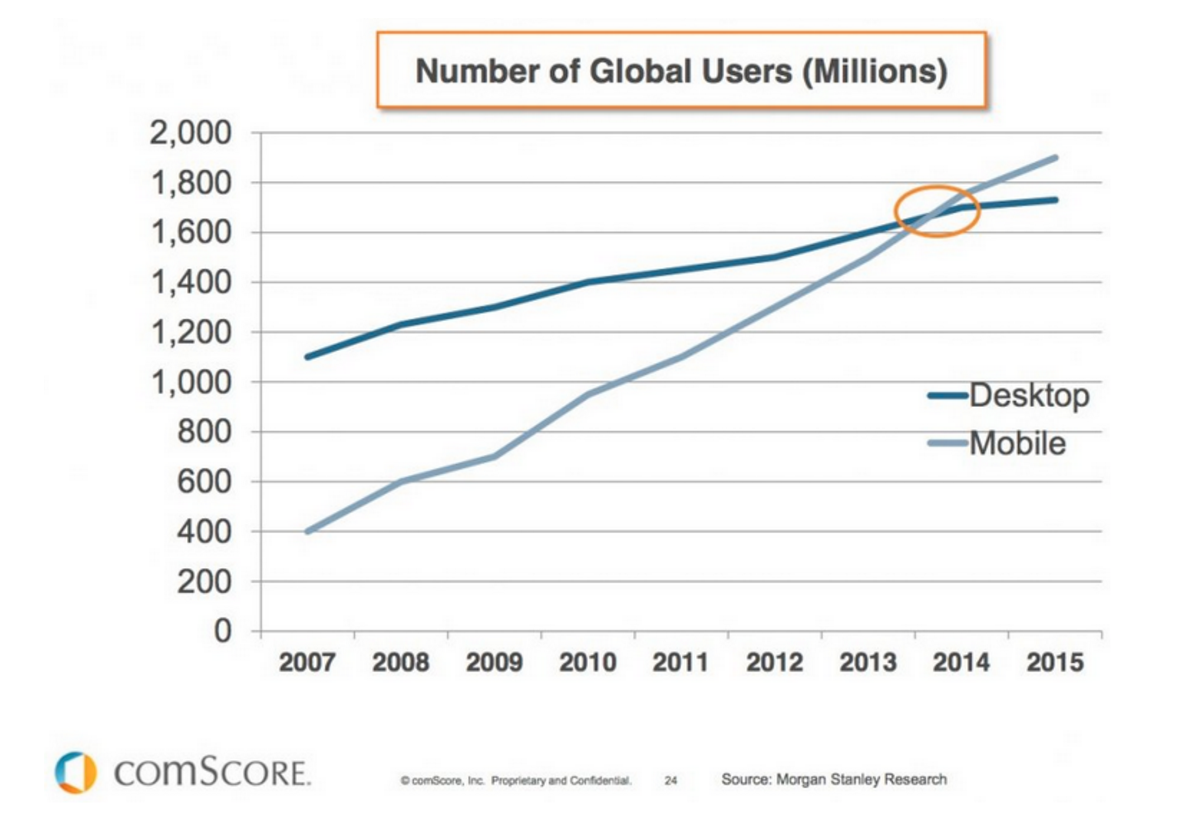 Number of Global Users (Millions)
2,000
1,800
1,600
1,400
1,200
1,000
800
600
400
200
0
Desktop
Mobile
2007 2008 2009 2010 2011 2012 2013 2014 2015
comScore.
© comScore, Inc. Proprietary and Confidential. 24 Source: Morgan Stanley Research